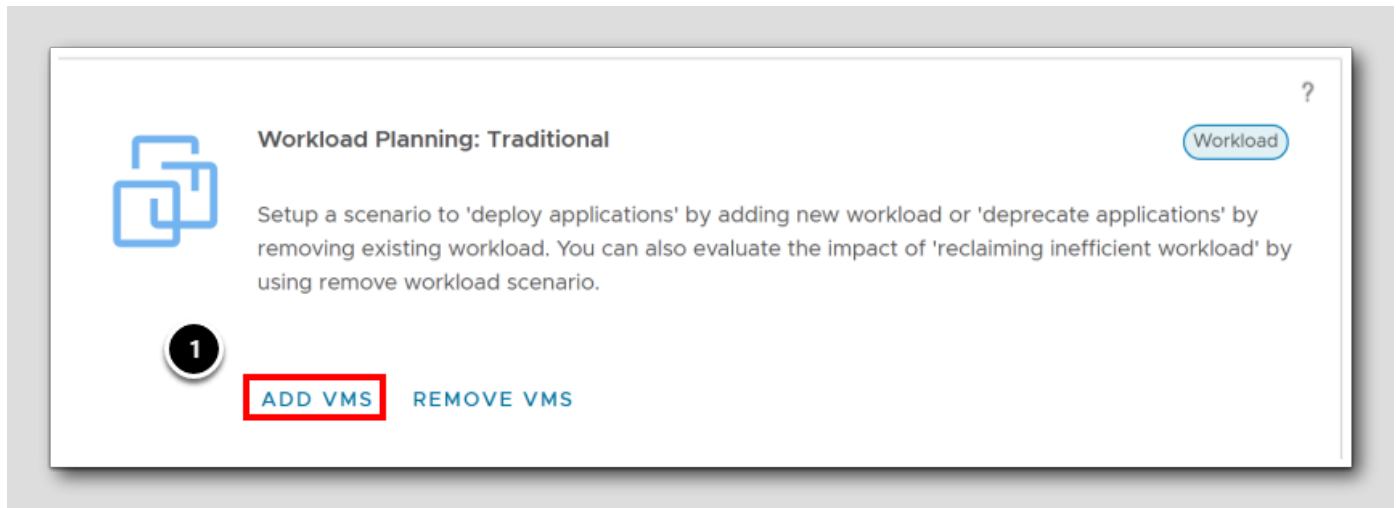 ?
Workload Planning: Traditional
Workload
Setup a scenario to 'deploy applications' by adding new workload or 'deprecate applications' by
removing existing workload. You can also evaluate the impact of 'reclaiming inefficient workload' by
using remove workload scenario.
1
ADD VMS REMOVE VMS